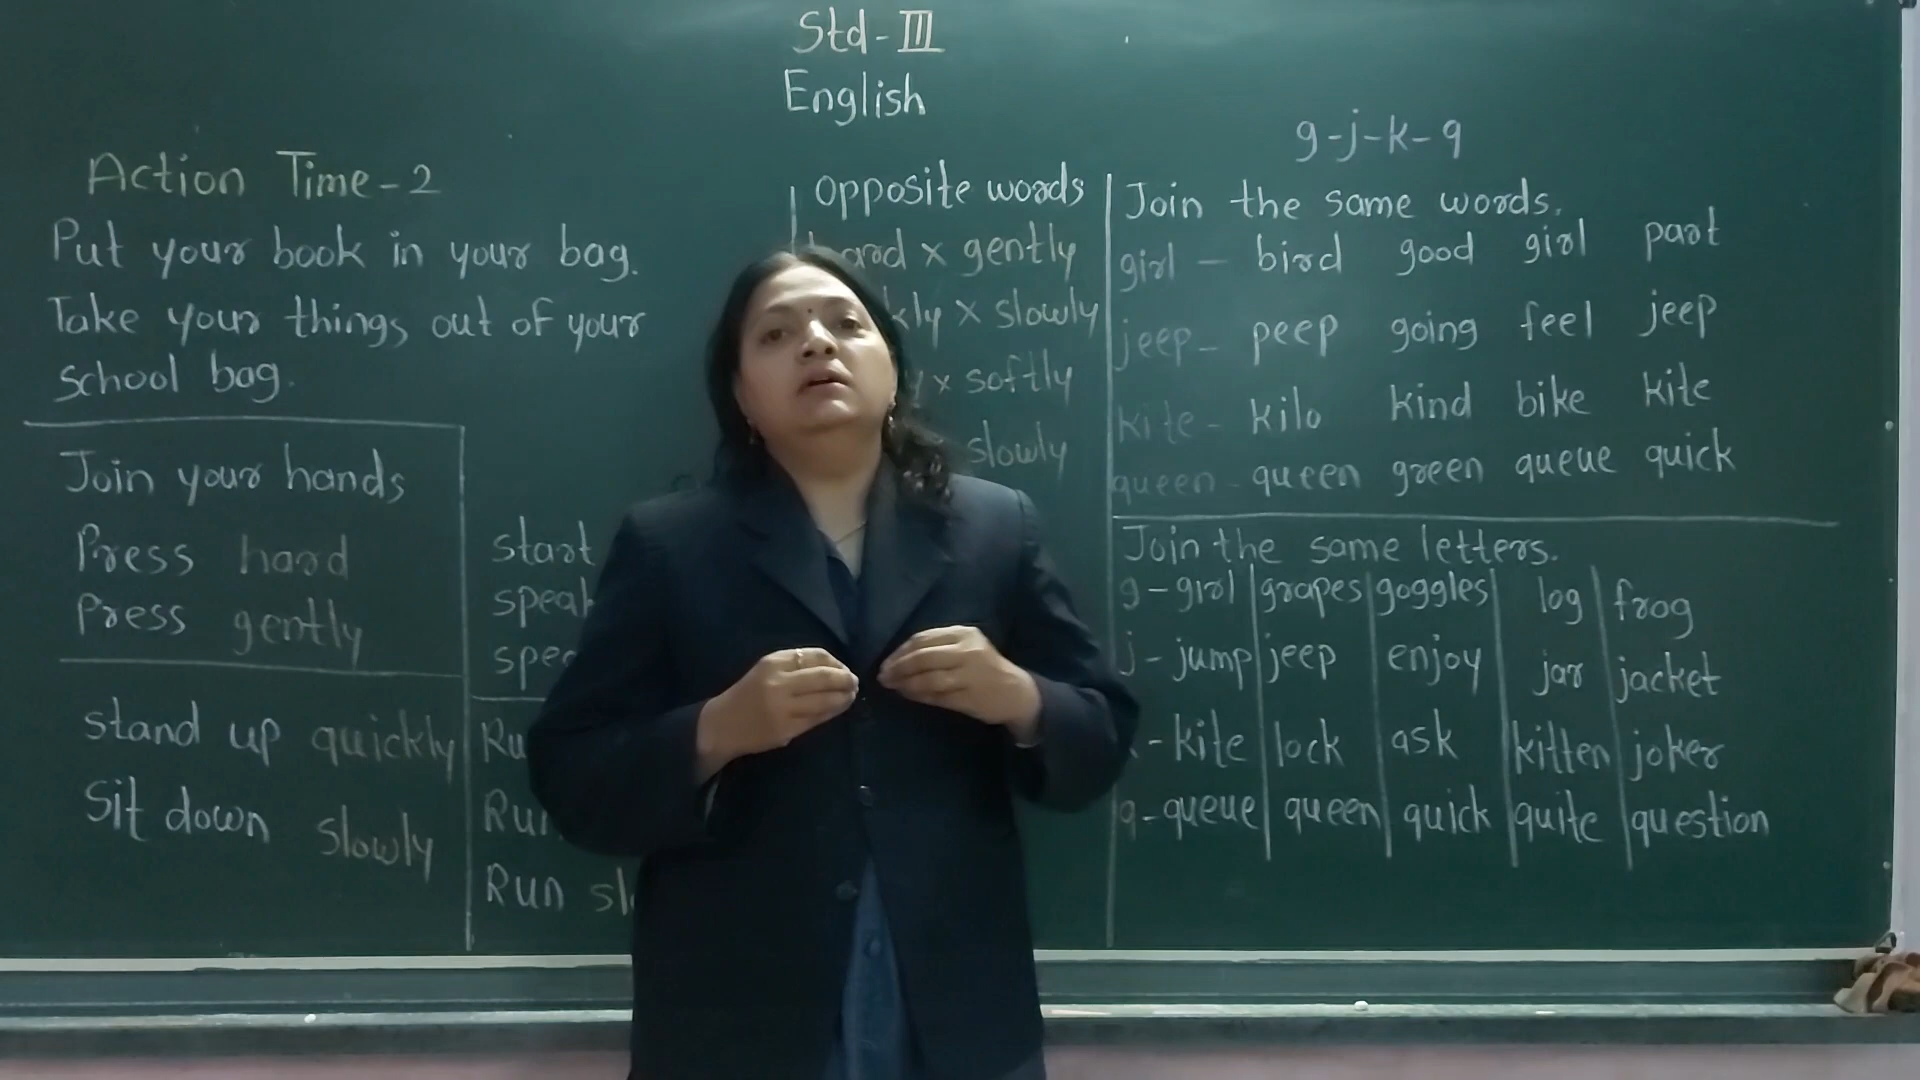 Std-III
English
Action Time-2
Put your book in your bag.
Take your things out of your
school bag.
Join your hands
Press hard
Press gently
stand up quickly
Sit down slowly
start
Run
Opposite words
x gently
x slowly
x softly
slowly
g-j-k-q
Join the same words.
girl - bird good girl part
jeep - peep going feel jeep
kite - kilo kind bike kite
queen - queen green queue quick
Join the same letters.
g-girl grapes goggles log frog
j-jump jeep enjoy jar jacket
-kite lock ask kitten joker
q-queue queen quick quite question